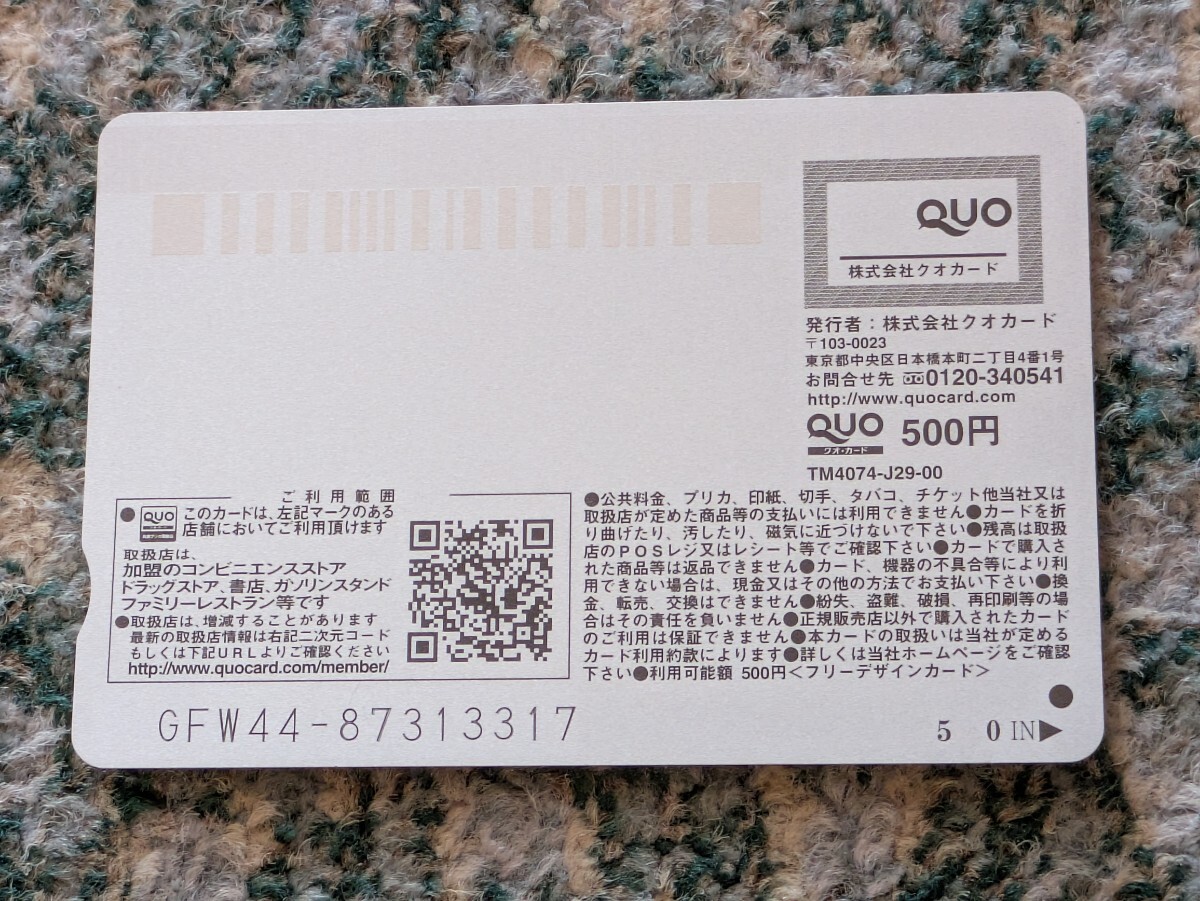 QUO
株式会社クオカード
発行者：株式会社クオカード
〒103-0023
東京都中央区日本橋本町二丁目4番1号
お問合せ先 0120-340541
http://www.quocard.com
QUO 500円
クオ・カード
TM4074-J29-00
ご利用範囲
●QUO このカードは、左記マークのある
店舗においてご利用頂けます
取扱店は、
加盟のコンビニエンスストア
ドラッグストア、書店、ガソリンスタンド
ファミリーレストラン等です
●取扱店は、増減することがあります
最新の取扱店情報は右記二次元コード
もしくは下記URLよりご確認ください
http://www.quocard.com/member/
●公共料金、プリカ、印紙、切手、タバコ、チケット他当社又は
取扱店が定めた商品等の支払いには利用できません●カードを折
り曲げたり、汚したり、磁気に近づけないで下さい●残高は取扱
店のPOSレジ又はレシート等でご確認下さい●カードで購入さ
れた商品等は返品できません●カード、機器の不具合等により利
用できない場合は、現金又はその他の方法でお支払い下さい●換
金、転売、交換はできません●紛失、盗難、破損、再印刷等の場
合はその責任を負いません●正規販売店以外で購入されたカード
のご利用は保証できません●本カードの取扱いは当社が定める
カード利用約款によります●詳しくは当社ホームページをご確認
下さい●利用可能額 500円＜フリーデザインカード＞
GFW44-87313317
5 0 IN▶